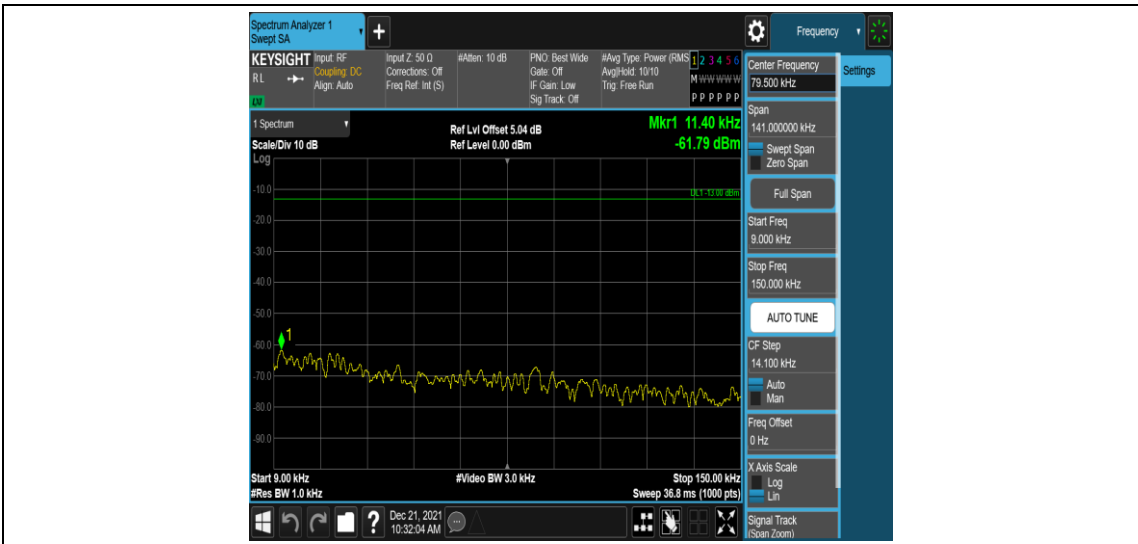 Spectrum Analyzer 1
Swept SA
+
Frequency
KEYSIGHT
RL
LNI
Input: RF
Coupling: DC
Align: Auto
Input Z: 50 Ω
Corrections: Off
Freq Ref: Int (S)
#Atten: 10 dB
PNO: Best Wide
Gate: Off
IF Gain: Low
Sig Track: Off
#Avg Type: Power (RMS
Avg|Hold: 10/10
Trig: Free Run
1 2 3 4 5 6
M W W W W W
P P P P P P
1 Spectrum
Scale/Div 10 dB
Log
Ref Lvl Offset 5.04 dB
Ref Level 0.00 dBm
Mkr1 11.40 kHz
-61.79 dBm
DL1 -13.00 dBm
-10.0
-20.0
-30.0
-40.0
-50.0
-60.0
-70.0
-80.0
-90.0
1
Start 9.00 kHz
#Res BW 1.0 kHz
#Video BW 3.0 kHz
Stop 150.00 kHz
Sweep 36.8 ms (1000 pts)
?
Dec 21, 2021
10:32:04 AM
Center Frequency
79.500 kHz
Settings
Span
141.000000 kHz
Swept Span
Zero Span
Full Span
Start Freq
9.000 kHz
Stop Freq
150.000 kHz
AUTO TUNE
CF Step
14.100 kHz
Auto
Man
Freq Offset
0 Hz
X Axis Scale
Log
Lin
Signal Track
(Span Zoom)